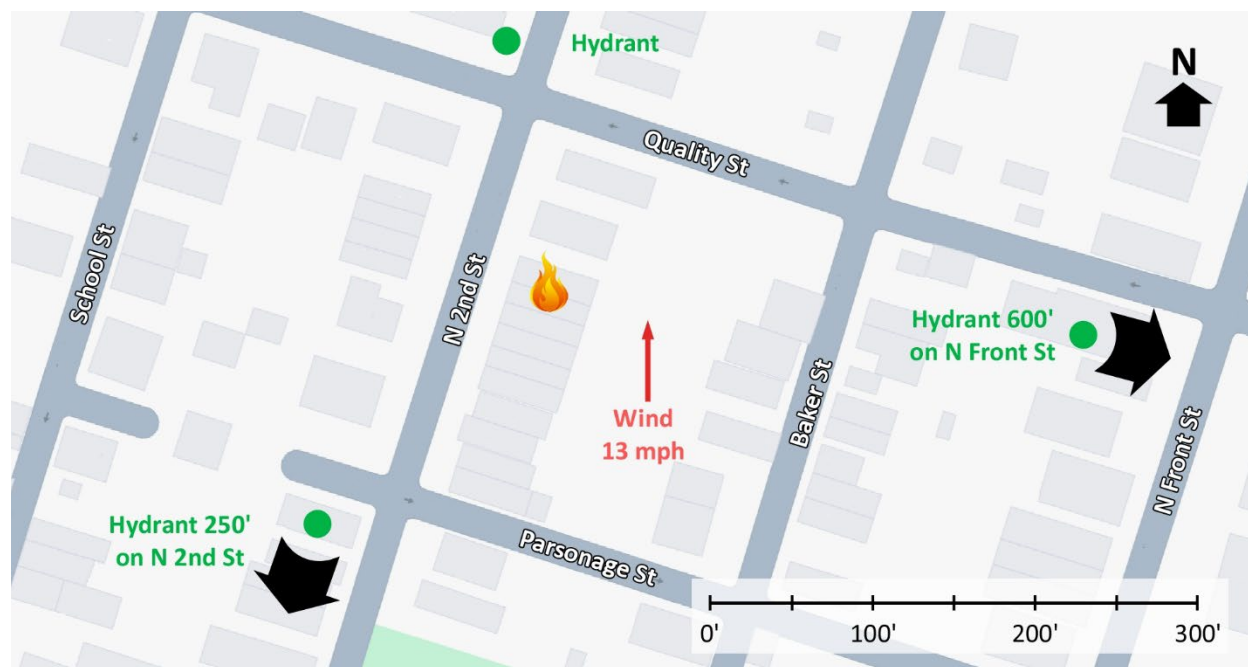 Hydrant
N
Quality St
School St
N 2nd St
Hydrant 600'
on N Front St
Wind
13 mph
Baker St
N Front St
Hydrant 250'
on N 2nd St
Parsonage St
0' 100' 200' 300'